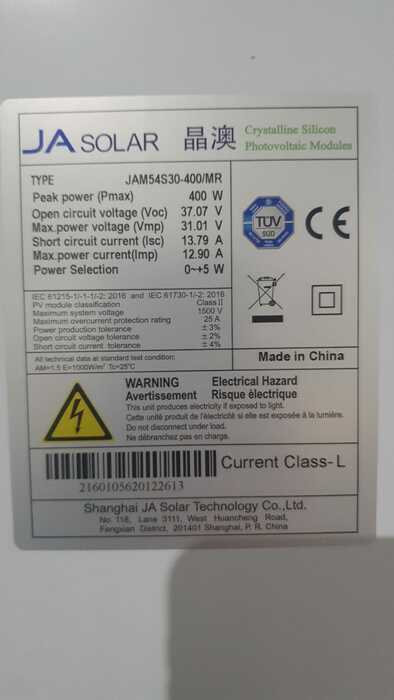 JA SOLAR 晶澳 Crystalline Silicon
Photovoltaic Modules
TYPE JAM54S30-400/MR
Peak power (Pmax) 400 W
Open circuit voltage (Voc) 37.07 V
Max.power voltage (Vmp) 31.01 V
Short circuit current (Isc) 13.79 A
Max.power current(Imp) 12.90 A
Power Selection 0~+5 W
TÜV
SÜD
CE
IEC 61215-1/-1-1/-2: 2016 and IEC 61730-1/-2: 2016
PV module classification Class II
Maximum system voltage 1500 V
Maximum overcurrent protection rating 25 A
Power production tolerance ± 3%
Open circuit voltage tolerance ± 2%
Short circuit current tolerance ± 4%
All technical data at standard test condition:
AM=1.5 E=1000W/m² Tc=25°C
Made in China
WARNING Electrical Hazard
Avertissement Risque électrique
This unit produces electricity if exposed to light.
Cette unité produit de l'électricité si elle est exposée à la lumière.
Do not disconnect under load.
Ne débranchez pas en charge.
2160105620122613
Current Class-L
Shanghai JA Solar Technology Co.,Ltd.
No. 118, Lane 3111, West Huancheng Road,
Fengxian District, 201401 Shanghai, P. R. China